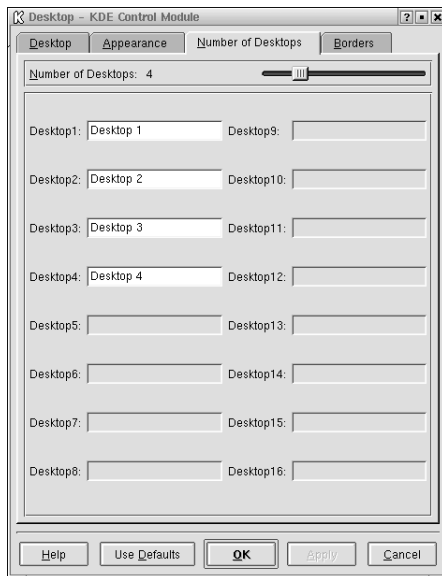 Desktop – KDE Control Module
Desktop Appearance Number of Desktops Borders
Number of Desktops: 4
Desktop1: Desktop 1 Desktop9:
Desktop2: Desktop 2 Desktop10:
Desktop3: Desktop 3 Desktop11:
Desktop4: Desktop 4 Desktop12:
Desktop5: Desktop13:
Desktop6: Desktop14:
Desktop7: Desktop15:
Desktop8: Desktop16:
Help Use Defaults OK Apply Cancel